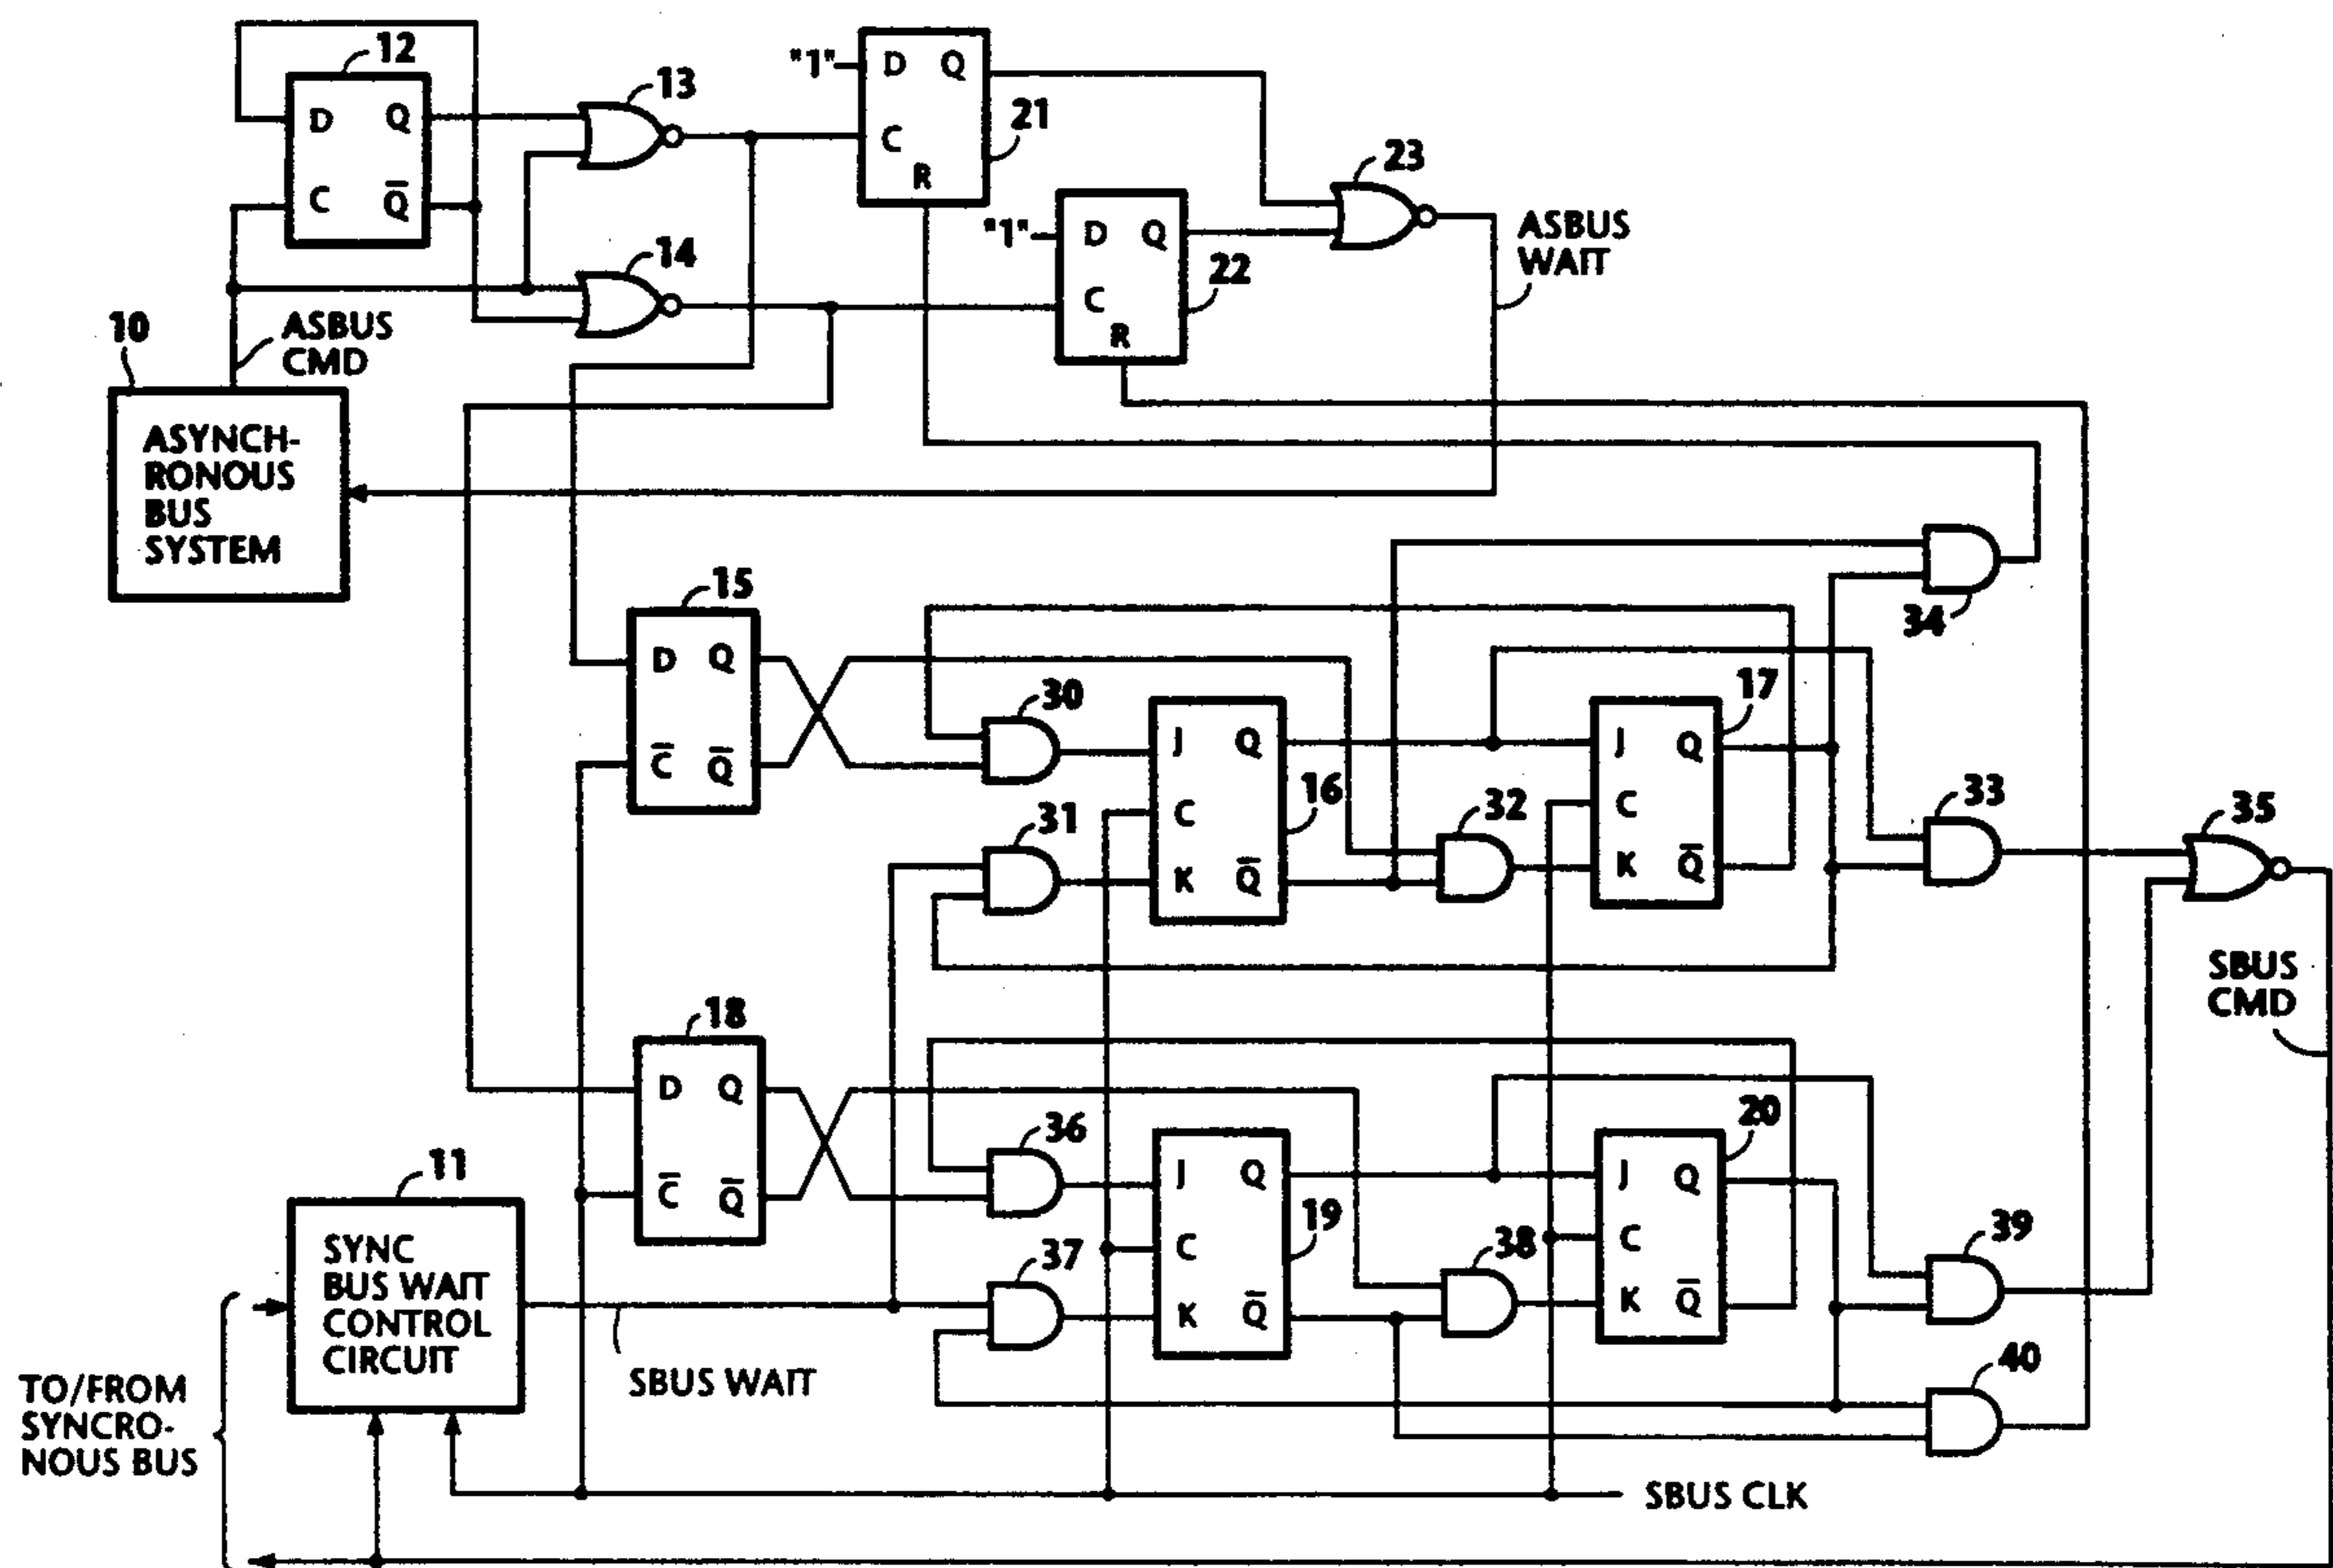 12
D Q
C Q̅
13
14
"1" D Q
C
R
21
"1" D Q
C
R
22
23
ASBUS
WAIT
10
ASBUS
CMD
ASYNCH-
RONOUS
BUS
SYSTEM
34
15
D Q
C̅ Q̅
30
31
J Q
C
K Q̅
16
32
17
J Q
C
K Q̅
33
35
SBUS
CMD
18
D Q
C̅ Q̅
36
37
J Q
C
K Q̅
19
38
20
J Q
C
K Q̅
39
40
11
SYNC
BUS WAIT
CONTROL
CIRCUIT
SBUS WAIT
TO/FROM
SYNCRO-
NOUS BUS
SBUS CLK